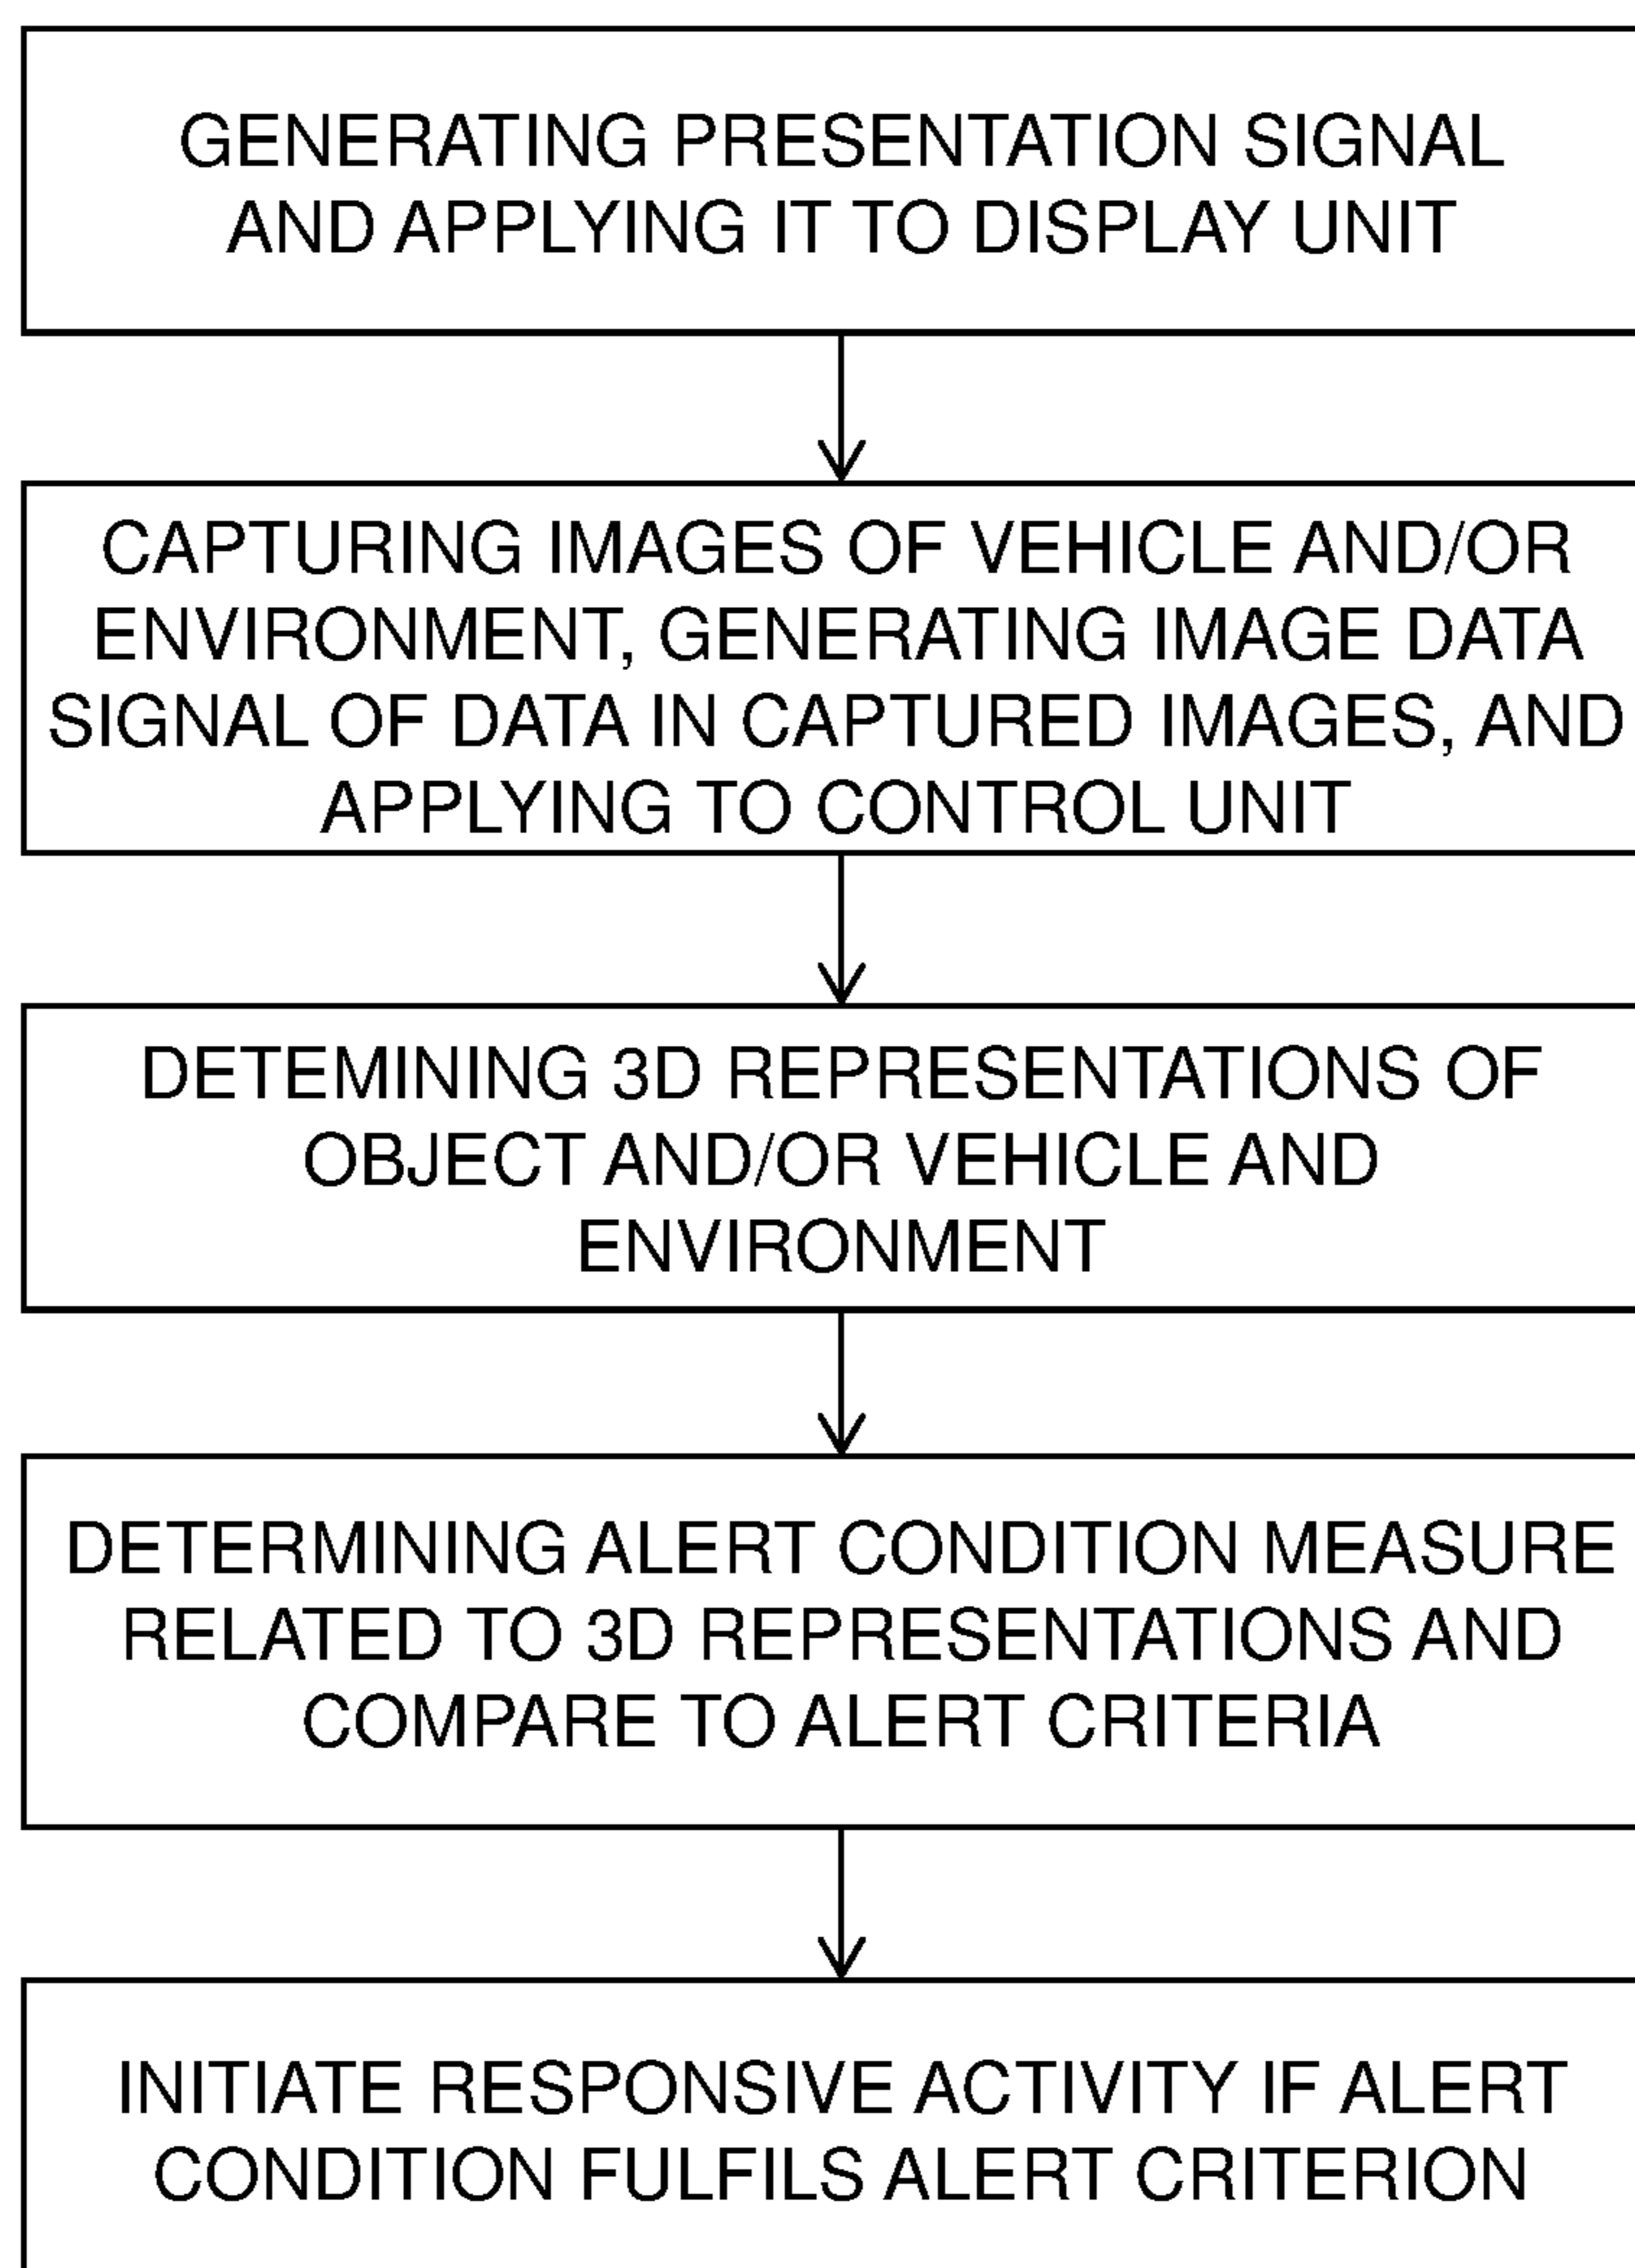 GENERATING PRESENTATION SIGNAL
AND APPLYING IT TO DISPLAY UNIT
CAPTURING IMAGES OF VEHICLE AND/OR
ENVIRONMENT, GENERATING IMAGE DATA
SIGNAL OF DATA IN CAPTURED IMAGES, AND
APPLYING TO CONTROL UNIT
DETEMINING 3D REPRESENTATIONS OF
OBJECT AND/OR VEHICLE AND
ENVIRONMENT
DETERMINING ALERT CONDITION MEASURE
RELATED TO 3D REPRESENTATIONS AND
COMPARE TO ALERT CRITERIA
INITIATE RESPONSIVE ACTIVITY IF ALERT
CONDITION FULFILS ALERT CRITERION